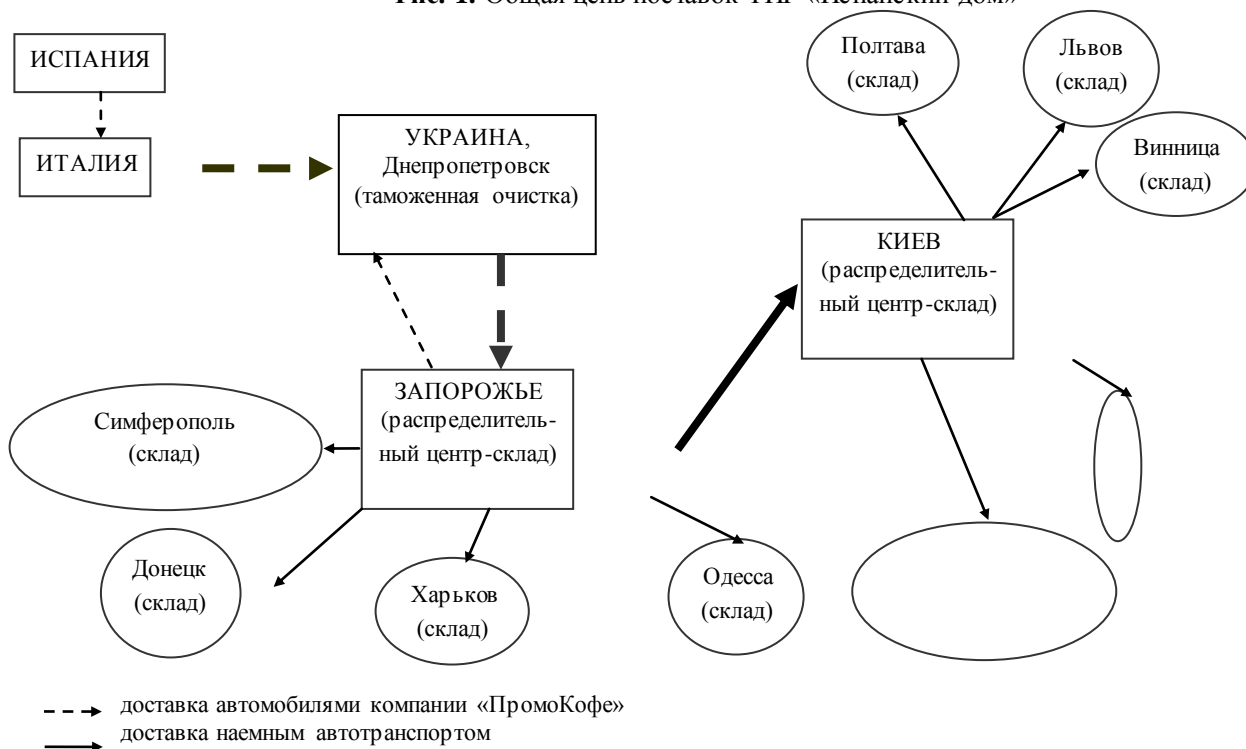 ИСПАНИЯ
ИТАЛИЯ
УКРАИНА,
Днепропетровск
(таможенная очистка)
Полтава
(склад)
Львов
(склад)
Винница
(склад)
КИЕВ
(распределитель-
ный центр-склад)
ЗАПОРОЖЬЕ
(распределитель-
ный центр-склад)
Симферополь
(склад)
Донецк
(склад)
Харьков
(склад)
Одесса
(склад)
доставка автомобилями компании «ПромоКофе»
доставка наемным автотранспортом